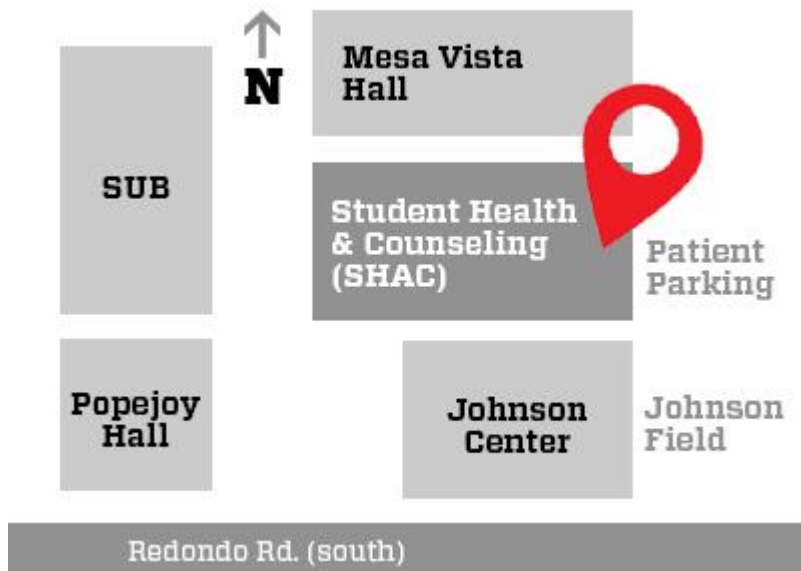 N
Mesa Vista
Hall
SUB
Student Health
& Counseling
(SHAC)
Patient
Parking
Popejoy
Hall
Johnson
Center
Johnson
Field
Redondo Rd. (south)